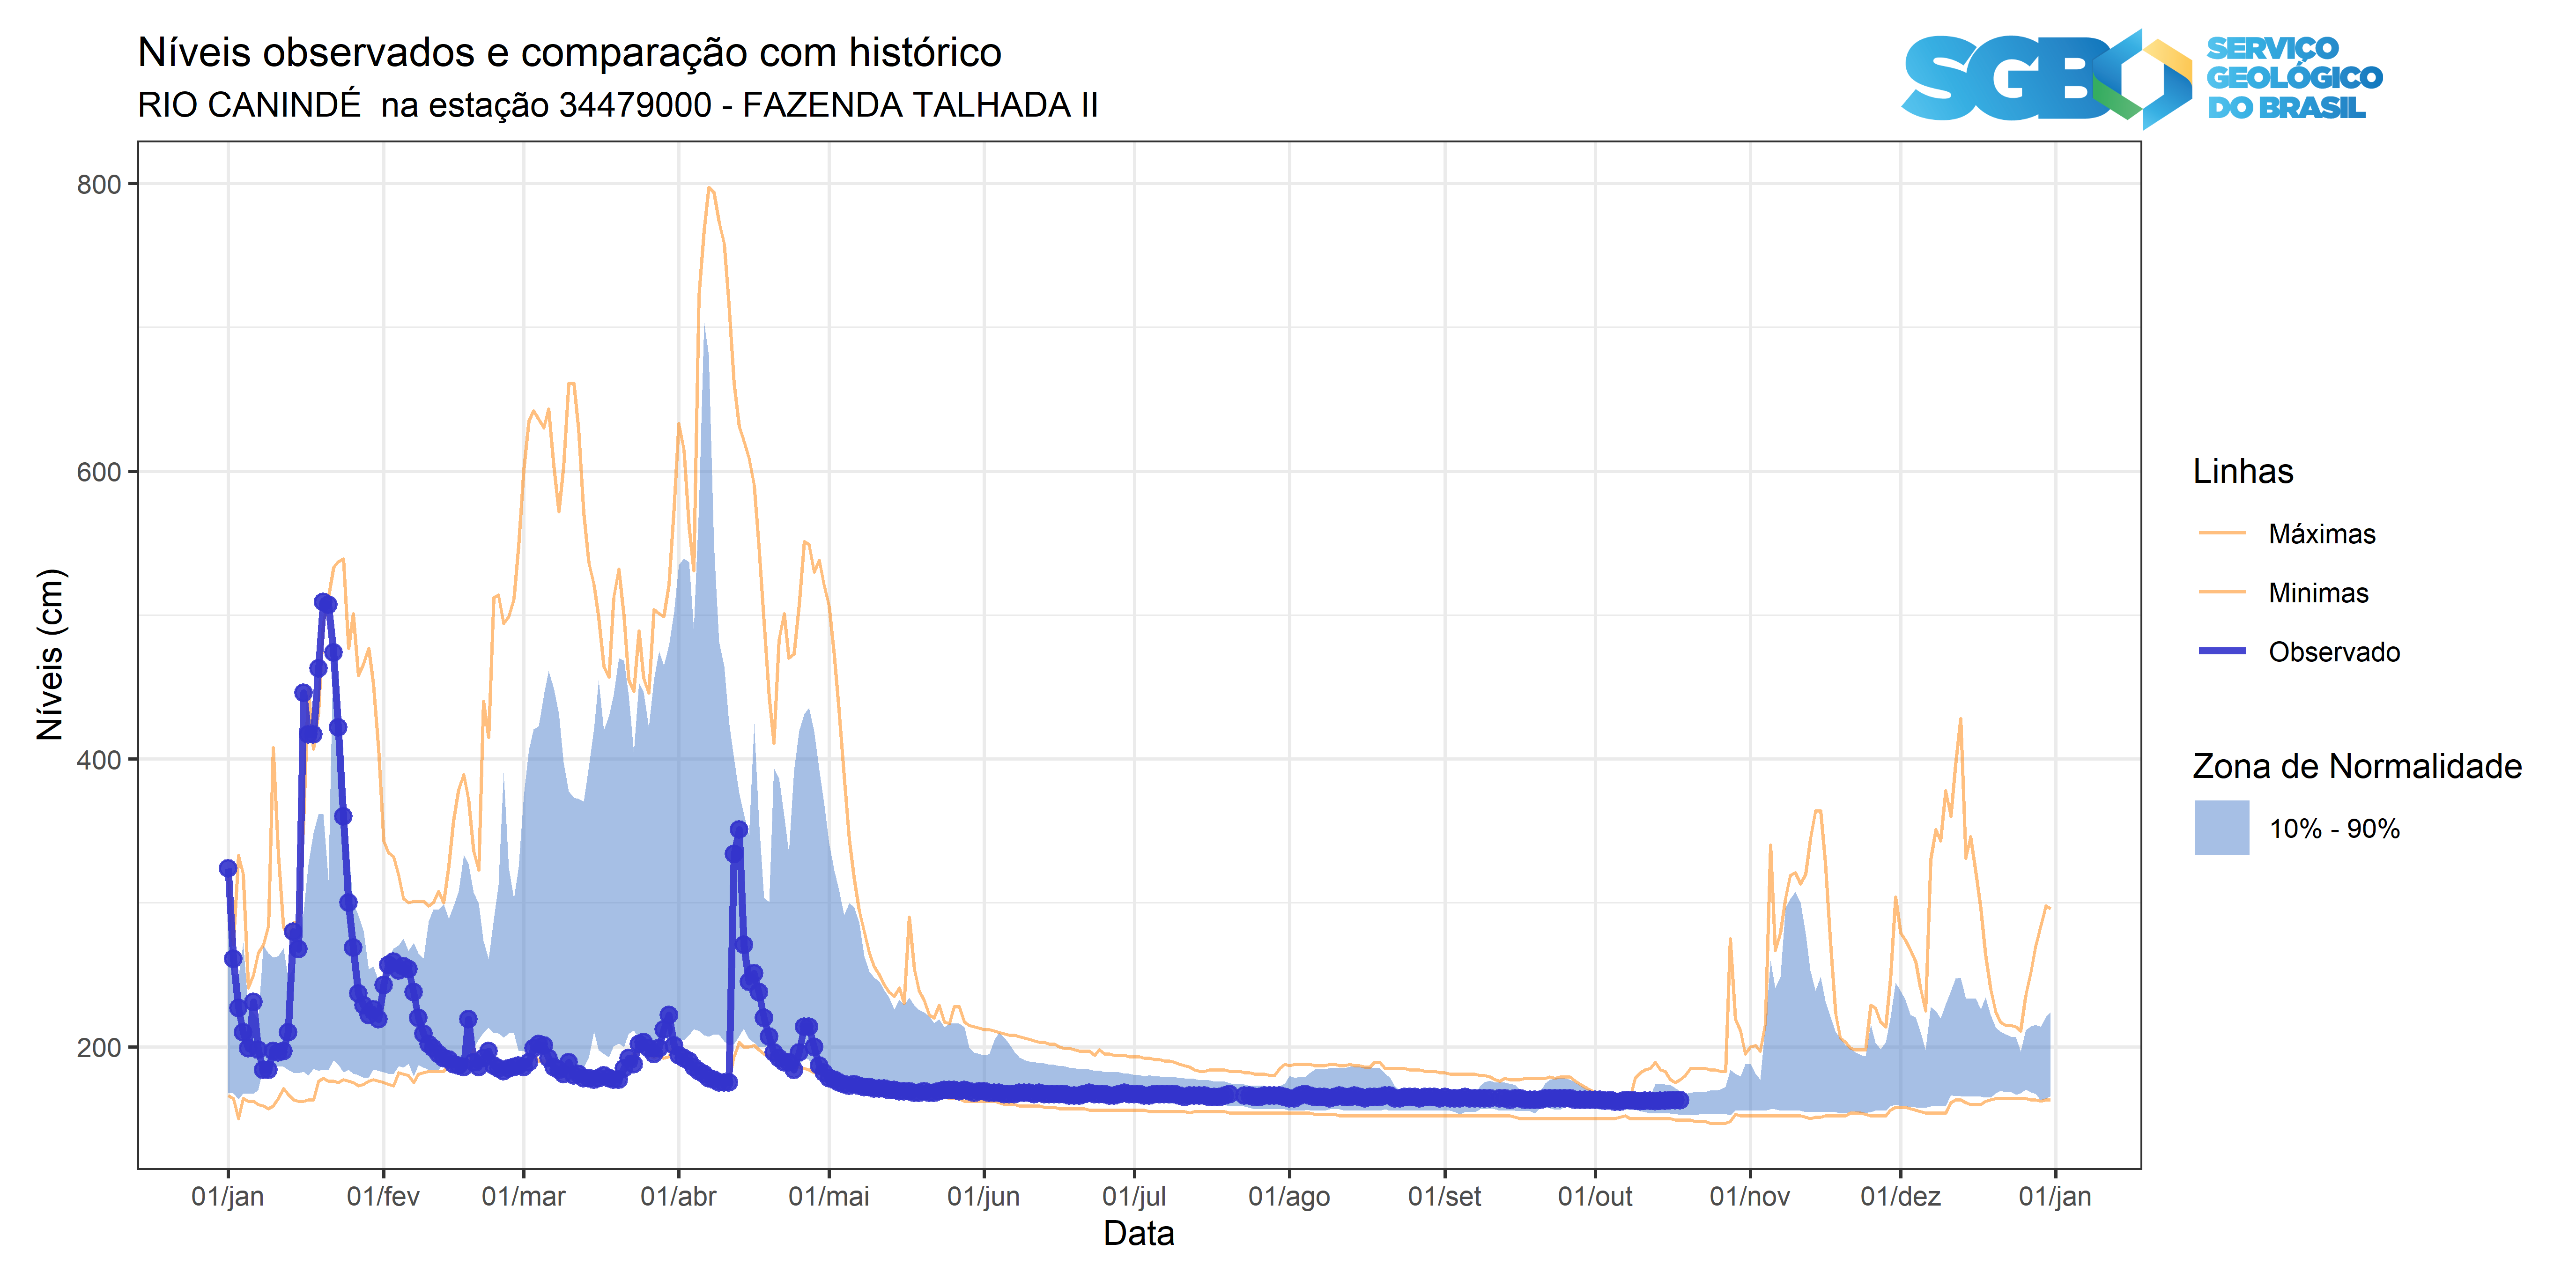 Níveis observados e comparação com histórico
RIO CANINDÉ  na estação 34479000 - FAZENDA TALHADA II
SGB
SERVIÇO
GEOLÓGICO
DO BRASIL
800
600
400
200
Níveis (cm)
01/jan
01/fev
01/mar
01/abr
01/mai
01/jun
01/jul
01/ago
01/set
01/out
01/nov
01/dez
01/jan
Data
Linhas
Máximas
Minimas
Observado
Zona de Normalidade
10% - 90%